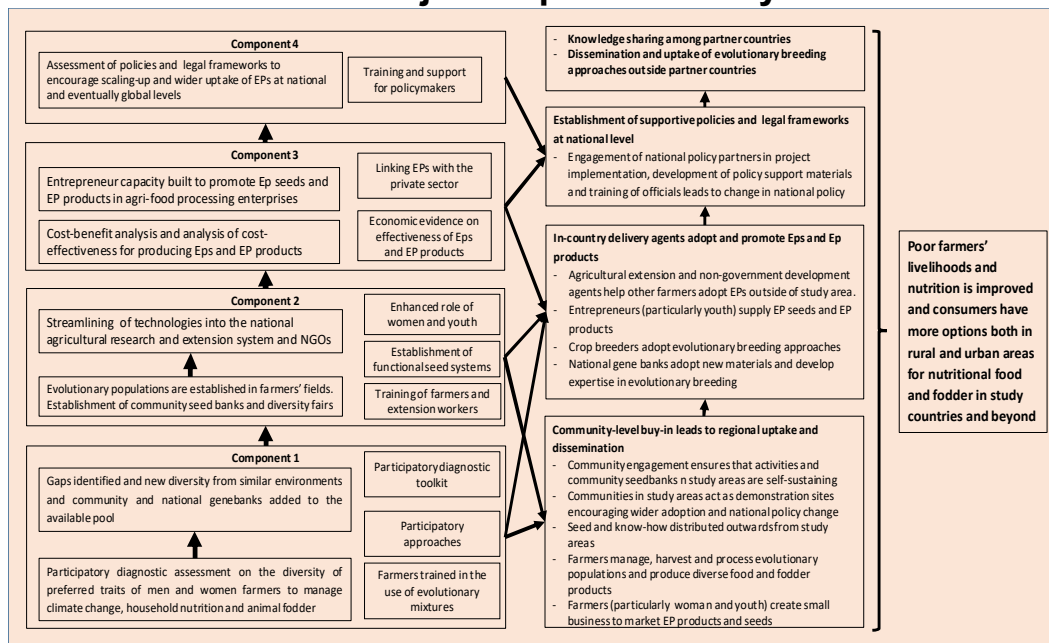 Component 4
Assessment of policies and legal frameworks to
encourage scaling-up and wider uptake of EPs at national
and eventually global levels
Training and support
for policymakers
Component 3
Entrepreneur capacity built to promote Ep seeds and
EP products in agri-food processing enterprises
Cost-benefit analysis and analysis of cost-
effectiveness for producing Eps and EP products
Linking EPs with the
private sector
Economic evidence on
effectiveness of Eps
and EP products
Component 2
Streamlining of technologies into the national
agricultural research and extension system and NGOs
Evolutionary populations are established in farmers' fields.
Establishment of community seed banks and diversity fairs
Enhanced role of
women and youth
Establishment of
functional seed systems
Training of farmers and
extension workers
Component 1
Gaps identified and new diversity from similar environments
and community and national genebanks added to the
available pool
Participatory diagnostic assessment on the diversity of
preferred traits of men and women farmers to manage
climate change, household nutrition and animal fodder
Participatory diagnostic
toolkit
Participatory
approaches
Farmers trained in the
use of evolutionary
mixtures
- Knowledge sharing among partner countries
- Dissemination and uptake of evolutionary breeding
approaches outside partner countries
Establishment of supportive policies and legal frameworks
at national level
- Engagement of national policy partners in project
implementation, development of policy support materials
and training of officials leads to change in national policy
In-country delivery agents adopt and promote Eps and Ep
products
- Agricultural extension and non-government development
agents help other farmers adopt EPs outside of study area.
- Entrepreneurs (particularly youth) supply EP seeds and EP
products
- Crop breeders adopt evolutionary breeding approaches
- National gene banks adopt new materials and develop
expertise in evolutionary breeding
Community-level buy-in leads to regional uptake and
dissemination
- Community engagement ensures that activities and
community seedbanks n study areas are self-sustaining
- Communities in study areas act as demonstration sites
encouraging wider adoption and national policy change
- Seed and know-how distributed outwards from study
areas
- Farmers manage, harvest and process evolutionary
populations and produce diverse food and fodder
products
- Farmers (particularly woman and youth) create small
business to market EP products and seeds
Poor farmers'
livelihoods and
nutrition is improved
and consumers have
more options both in
rural and urban areas
for nutritional food
and fodder in study
countries and beyond